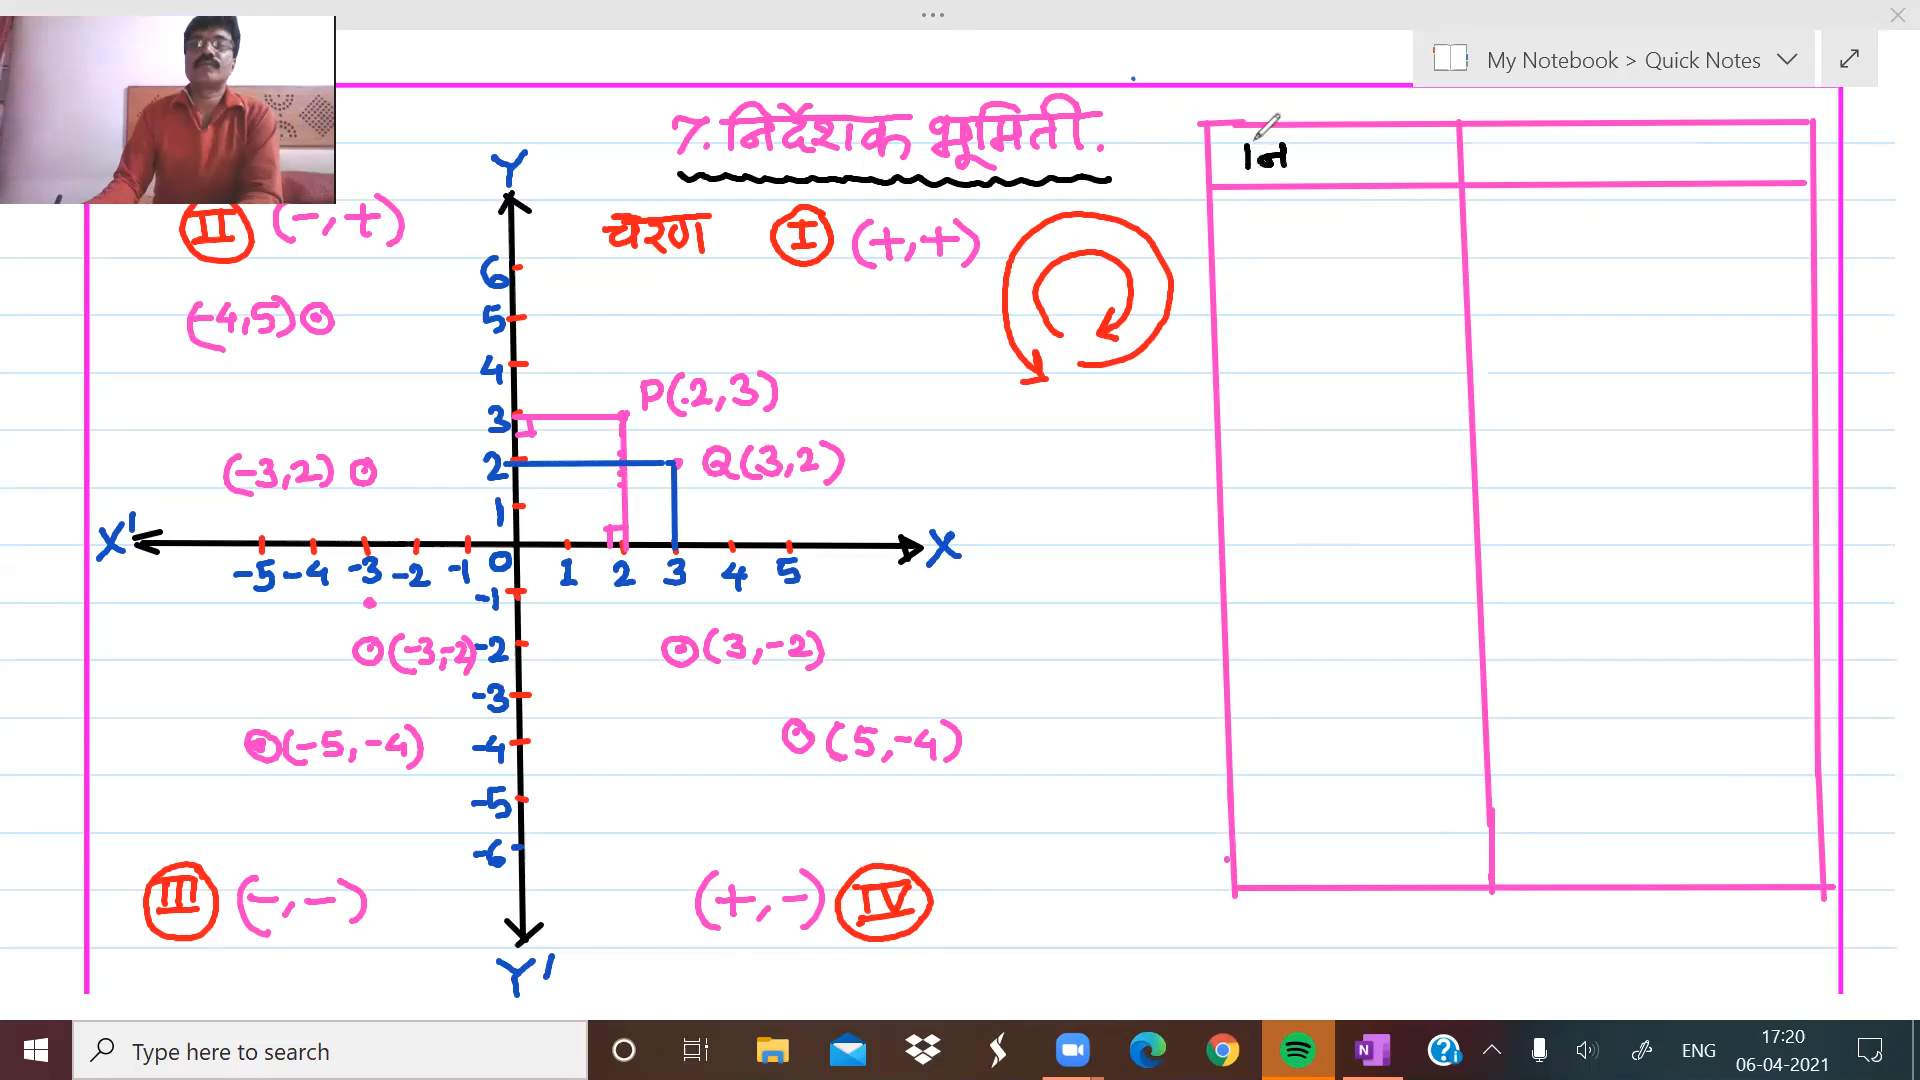 My Notebook > Quick Notes
7. निर्देशक भूमिती.
Y
II (-,+)
चरण I (+,+)
6
(-4,5)
5
4
P(2,3)
3
(-3,2)
2
Q(3,2)
1
X'
X
-5 -4 -3 -2 -1 0 1 2 3 4 5
-1
(-3,-2)
-2
(3,-2)
-3
(-5,-4)
-4
(5,-4)
-5
-6
III (-,-)
(+,-) IV
Y'
Type here to search
ENG
17:20
06-04-2021